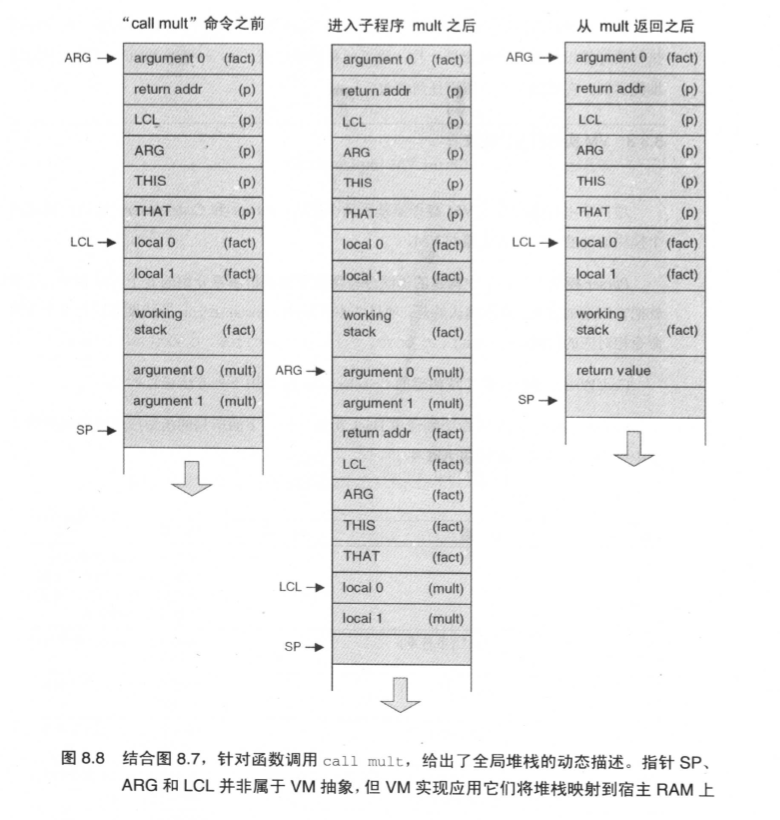 “call mult”命令之前
ARG
argument 0 (fact)
return addr (p)
LCL (p)
ARG (p)
THIS (p)
THAT (p)
LCL
local 0 (fact)
local 1 (fact)
working
stack (fact)
argument 0 (mult)
argument 1 (mult)
SP
进入子程序 mult 之后
argument 0 (fact)
return addr (p)
LCL (p)
ARG (p)
THIS (p)
THAT (p)
local 0 (fact)
local 1 (fact)
working
stack (fact)
ARG
argument 0 (mult)
argument 1 (mult)
return addr (fact)
LCL (fact)
ARG (fact)
THIS (fact)
THAT (fact)
LCL
local 0 (mult)
local 1 (mult)
SP
从 mult 返回之后
ARG
argument 0 (fact)
return addr (p)
LCL (p)
ARG (p)
THIS (p)
THAT (p)
LCL
local 0 (fact)
local 1 (fact)
working
stack (fact)
return value
SP
图 8.8 结合图 8.7，针对函数调用 call mult，给出了全局堆栈的动态描述。指针 SP、
ARG 和 LCL 并非属于 VM 抽象，但 VM 实现应用它们将堆栈映射到宿主 RAM 上